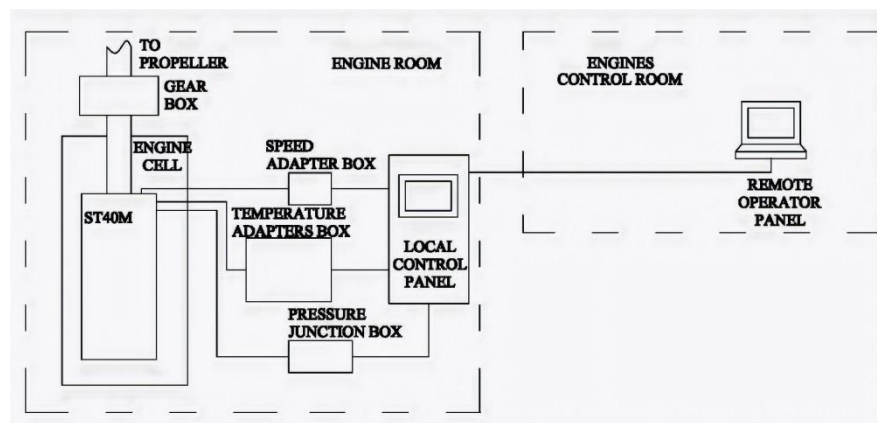 TO
PROPELLER
GEAR
BOX
ENGINE ROOM
ENGINES
CONTROL ROOM
ENGINE
CELL
SPEED
ADAPTER BOX
ST40M
TEMPERATURE
ADAPTERS BOX
LOCAL
CONTROL
PANEL
REMOTE
OPERATOR
PANEL
PRESSURE
JUNCTION BOX